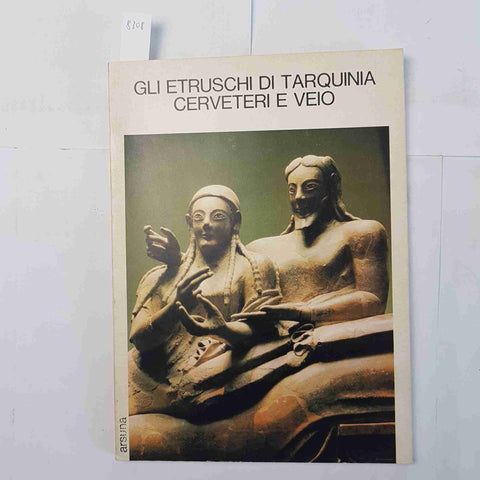 8308
GLI ETRUSCHI DI TARQUINIA
CERVETERI E VEIO
arsuna